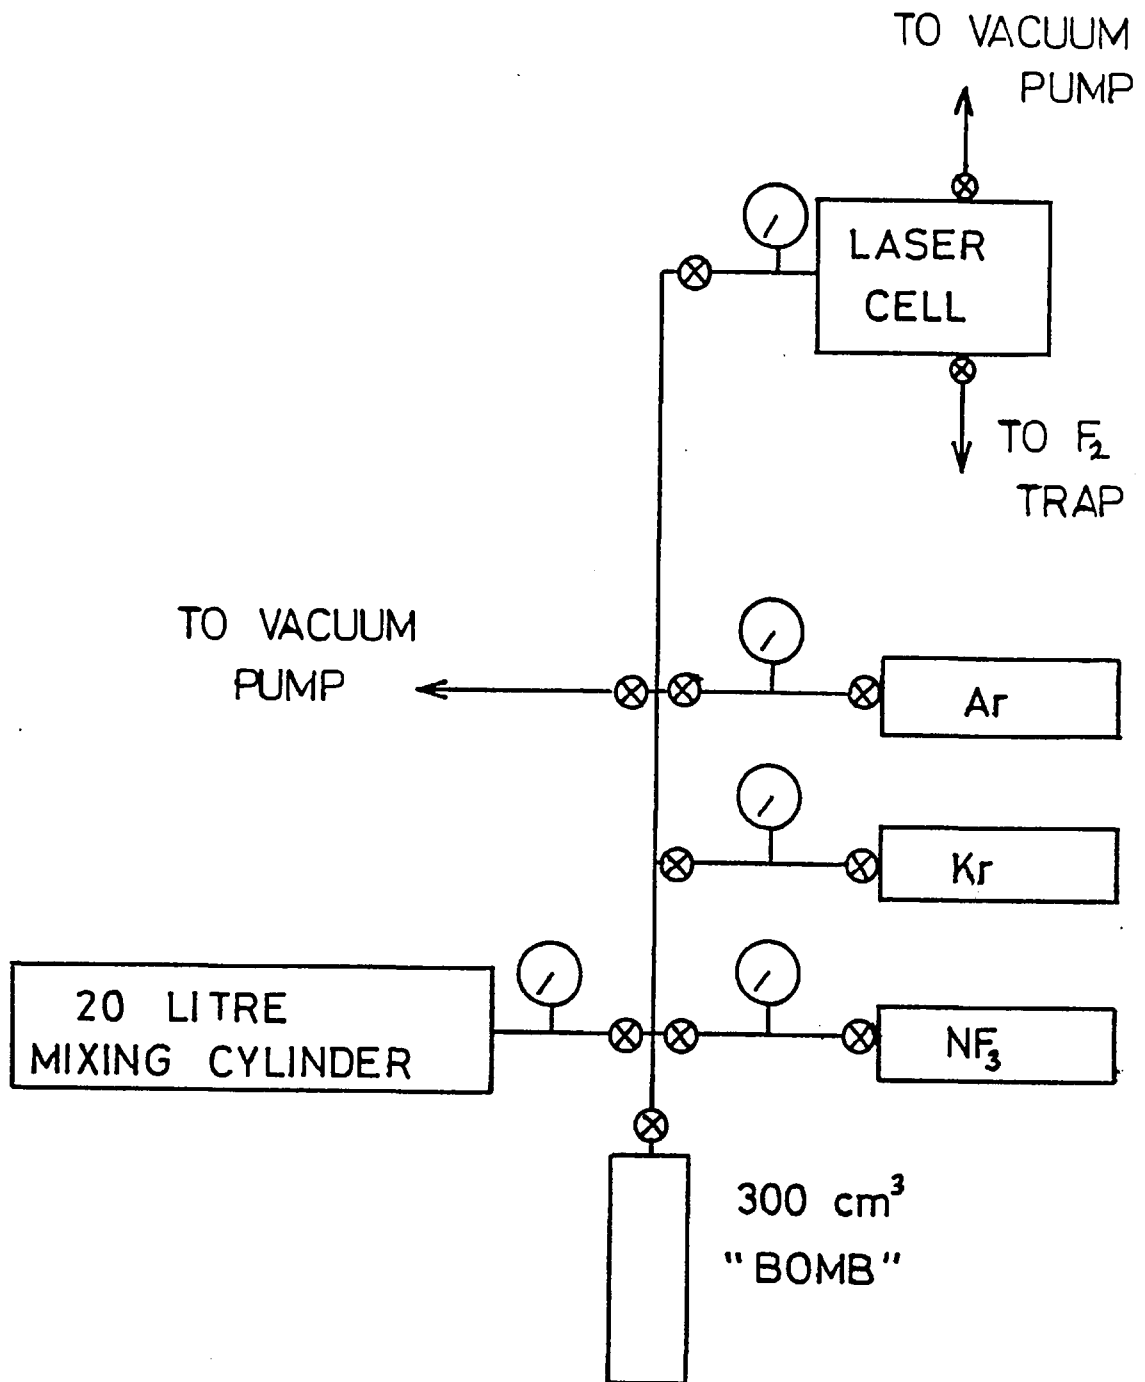 TO VACUUM
PUMP
LASER
CELL
TO F₂
TRAP
TO VACUUM
PUMP
Ar
Kr
20 LITRE
MIXING CYLINDER
NF₃
300 cm³
"BOMB"